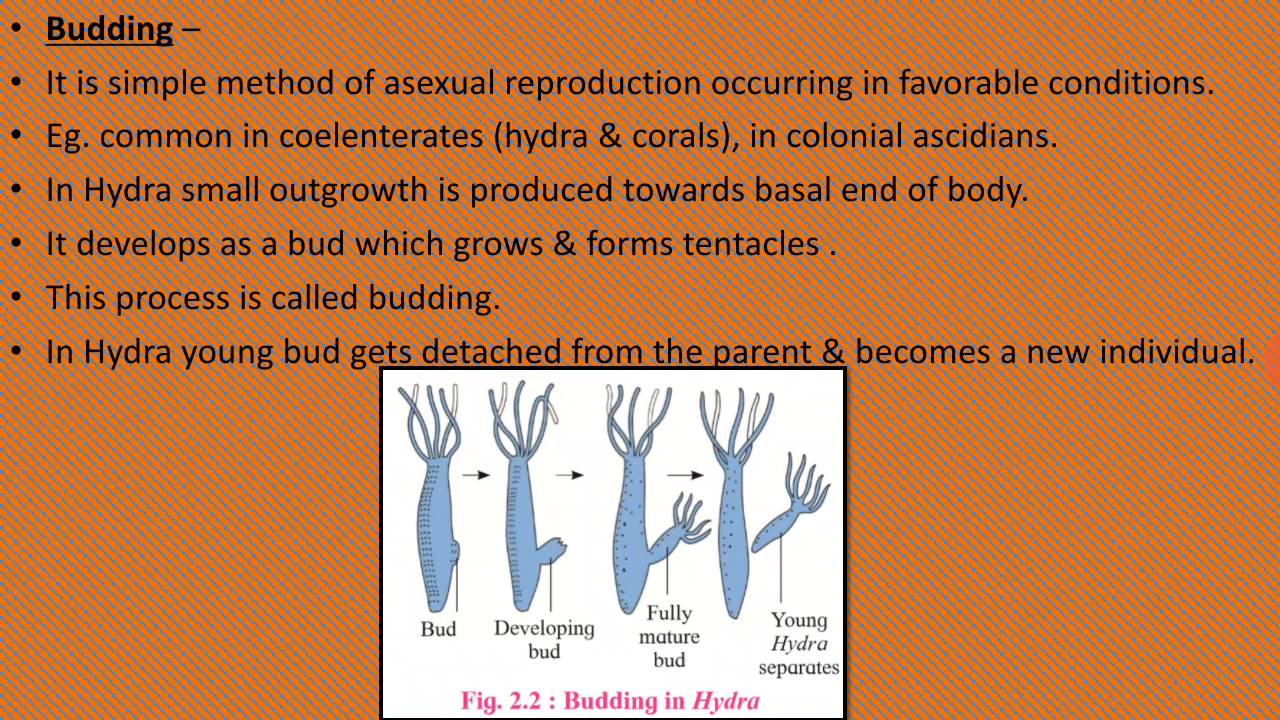 • Budding –
• It is simple method of asexual reproduction occurring in favorable conditions.
• Eg. common in coelenterates (hydra & corals), in colonial ascidians.
• In Hydra small outgrowth is produced towards basal end of body.
• It develops as a bud which grows & forms tentacles .
• This process is called budding.
• In Hydra young bud gets detached from the parent & becomes a new individual.
Bud
Developing
bud
Fully
mature
bud
Young
Hydra
separates
Fig. 2.2 : Budding in Hydra